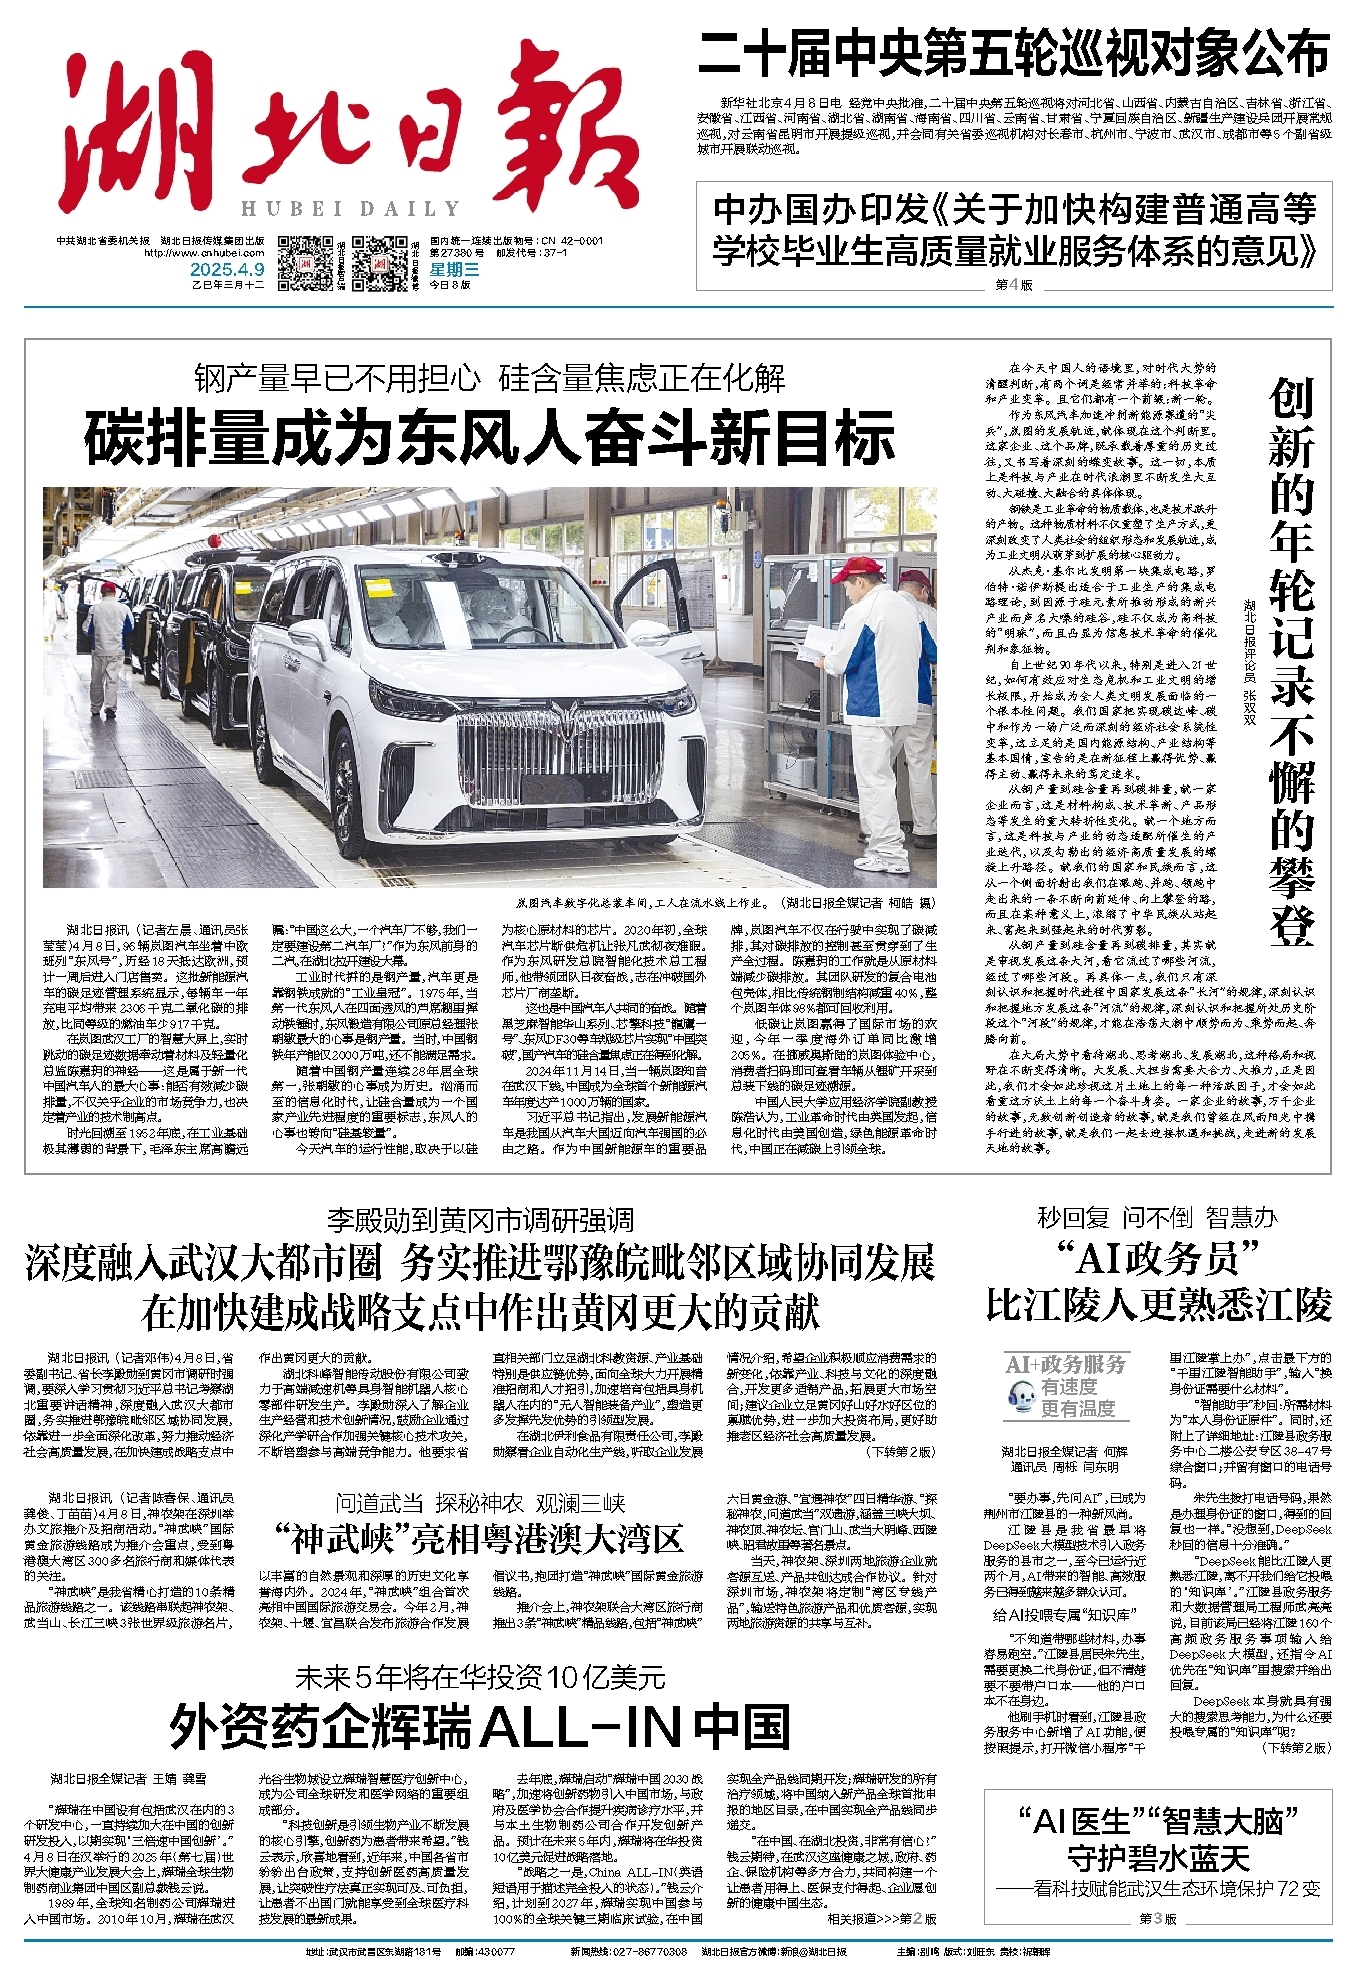 湖北日報
HUBEI DAILY
中共湖北省委机关报 湖北日报传媒集团出版
http://www.cnhubei.com
2025.4.9
乙巳年三月十二
国内统一连续出版物号:CN 42-0001
第27380号 邮发代号:37-1
星期三
今日8版
二十届中央第五轮巡视对象公布
新华社北京4月8日电 经党中央批准,二十届中央第五轮巡视将对河北省、山西省、内蒙古自治区、吉林省、浙江省、
安徽省、江西省、河南省、湖北省、湖南省、海南省、四川省、云南省、甘肃省、宁夏回族自治区、新疆生产建设兵团开展常规
巡视,对云南省昆明市开展提级巡视,并会同有关省委巡视机构对长春市、杭州市、宁波市、武汉市、成都市等5个副省级
城市开展联动巡视。
中办国办印发《关于加快构建普通高等
学校毕业生高质量就业服务体系的意见》
第4版
钢产量早已不用担心 硅含量焦虑正在化解
碳排量成为东风人奋斗新目标
岚图汽车数字化总装车间,工人在流水线上作业。(湖北日报全媒记者 柯皓 摄)
湖北日报讯(记者左晨、通讯员张
莹莹)4月8日,96辆岚图汽车坐着中欧
班列"东风号",历经18天抵达欧洲,预
计一周后进入门店售卖。这批新能源汽
车的碳足迹管理系统显示,每辆车一年
充电平均带来2306千克二氧化碳的排
放,比同等级的燃油车少917千克。
在岚图武汉工厂的智慧大屏上,实时
跳动的碳足迹数据牵动着材料及轻量化
总监陈嘉玥的神经——这是属于新一代
中国汽车人的最大心事:能否有效减少碳
排量,不仅关乎企业的市场竞争力,也决
定着产业的技术制高点。
时光回溯至1952年底,在工业基础
极其薄弱的背景下,毛泽东主席高瞻远
瞩:"中国这么大,一个汽车厂不够,我们一
定要建设第二汽车厂!"作为东风前身的
二汽,在湖北拉开建设大幕。
工业时代拼的是钢产量,汽车更是
靠钢铁成就的"工业皇冠"。1975年,当
第一代东风人在四面透风的芦席棚里挥
动铁锤时,东风锻造有限公司原总经理张
朝敏最大的心事是钢产量。当时,中国钢
铁年产能仅2000万吨,还不能满足需求。
随着中国钢产量连续28年居全球
第一,张朝敏的心事成为历史。汹涌而
至的信息化时代,让硅含量成为一个国
家产业先进程度的重要标志,东风人的
心事也转向"硅基较量"。
今天汽车的运行性能,取决于以硅
为核心原材料的芯片。2020年初,全球
汽车芯片断供危机让张凡武彻夜难眠。
作为东风研发总院智能化技术总工程
师,他带领团队日夜奋战,志在冲破国外
芯片厂商垄断。
这也是中国汽车人共同的奋战。随着
黑芝麻智能华山系列、芯擎科技"龍鹰一
号"、东风DF30等车规级芯片实现"中国突
破",国产汽车的硅含量焦虑正在得到化解。
2024年11月14日,当一辆岚图知音
在武汉下线,中国成为全球首个新能源汽
车年度达产1000万辆的国家。
习近平总书记指出,发展新能源汽
车是我国从汽车大国迈向汽车强国的必
由之路。作为中国新能源车的重要品
牌,岚图汽车不仅在行驶中实现了碳减
排,其对碳排放的控制甚至贯穿到了生
产全过程。陈嘉玥的工作就是从原材料
端减少碳排放。其团队研发的复合电池
包壳体,相比传统钢制结构减重40%,整
个岚图车体98%都可回收利用。
低碳让岚图赢得了国际市场的欢
迎,今年一季度海外订单同比激增
205%。在挪威奥斯陆的岚图体验中心,
消费者扫码即可查看车辆从锂矿开采到
总装下线的碳足迹溯源。
中国人民大学应用经济学院副教授
陈浩认为,工业革命时代由英国发起,信
息化时代由美国创造,绿色能源革命时
代,中国正在减碳上引领全球。
创新的年轮记录不懈的攀登
湖北日报评论员 张双双
在今天中国人的语境里,对时代大势的
清醒判断,有两个词是经常并举的:科技革命
和产业变革。且它们都有一个前缀:新一轮。
作为东风汽车加速冲刺新能源赛道的"尖
兵",岚图的发展轨迹,就体现在这个判断里。
这家企业、这个品牌,既承载着厚重的历史过
往,又书写着深刻的蝶变故事。这一切,本质
上是科技与产业在时代浪潮里不断发生大互
动、大碰撞、大融合的具体体现。
钢铁是工业革命的物质载体,也是技术跃升
的产物。这种物质材料不仅重塑了生产方式,更
深刻改变了人类社会的组织形态和发展轨迹,成
为工业文明从萌芽到扩展的核心驱动力。
从杰克·基尔比发明第一块集成电路,罗
伯特·诺伊斯提出适合于工业生产的集成电
路理论,到因源于硅元素所推动形成的新兴
产业而声名大噪的硅谷,硅不仅成为高科技
的"明珠",而且凸显为信息技术革命的催化
剂和象征物。
自上世纪90年代以来,特别是进入21世
纪,如何有效应对生态危机和工业文明的增
长极限,开始成为全人类文明发展面临的一
个根本性问题。我们国家把实现碳达峰、碳
中和作为一场广泛而深刻的经济社会系统性
变革,这立足的是国内能源结构、产业结构等
基本国情,宣告的是在新征程上赢得优势、赢
得主动、赢得未来的笃定追求。
从钢产量到硅含量再到碳排量,就一家
企业而言,这是材料构成、技术革新、产品形
态等发生的重大转折性变化。就一个地方而
言,这是科技与产业的动态适配所催生的产
业迭代,以及勾勒出的经济高质量发展的螺
旋上升路径。就我们的国家和民族而言,这
从一个侧面折射出我们在跟跑、并跑、领跑中
走出来的一条不断向前延伸、向上攀登的路,
而且在某种意义上,浓缩了中华民族从站起
来、富起来到强起来的时代剪影。
从钢产量到硅含量再到碳排量,其实就
是审视发展这条大河,看它流过了哪些河流,
经过了哪些河段。再具体一点,我们只有深
刻认识和把握时代进程中国家发展这条"长河"的规律,深刻认识
和把握地方发展这条"河流"的规律,深刻认识和把握所处历史阶
段这个"河段"的规律,才能在浩荡大潮中顺势而为、乘势而起、奔
腾向前。
在大局大势中看待湖北、思考湖北、发展湖北,这种格局和视
野在不断变得清晰。大发展、大担当需要大合力、大推力,正是因
此,我们才会如此珍视这片土地上的每一种活跃因子,才会如此
看重这方沃土上的每一个奋斗身姿。一家企业的故事,万千企业
的故事,无数创新创造者的故事,就是我们曾经在风雨阳光中携
手行进的故事,就是我们一起去迎接机遇和挑战,走进新的发展
天地的故事。
李殿勋到黄冈市调研强调
深度融入武汉大都市圈 务实推进鄂豫皖毗邻区域协同发展
在加快建成战略支点中作出黄冈更大的贡献
湖北日报讯(记者邓伟)4月8日,省
委副书记、省长李殿勋到黄冈市调研时强
调,要深入学习贯彻习近平总书记考察湖
北重要讲话精神,深度融入武汉大都市
圈,务实推进鄂豫皖毗邻区域协同发展,
依靠进一步全面深化改革,努力推动经济
社会高质量发展,在加快建成战略支点中
作出黄冈更大的贡献。
湖北科峰智能传动股份有限公司致
力于高端减速机等具身智能机器人核心
零部件研发生产。李殿勋深入了解企业
生产经营和技术创新情况,鼓励企业通过
深化产学研合作加强关键核心技术攻关,
不断培塑参与高端竞争能力。他要求省
直相关部门立足湖北科教资源、产业基础
特别是供应链优势,面向全球大力开展精
准招商和人才招引,加速培育包括具身机
器人在内的"无人智能装备产业",塑造更
多发挥先发优势的引领型发展。
在湖北伊利食品有限责任公司,李殿
勋察看企业自动化生产线,听取企业发展
情况介绍,希望企业积极顺应消费需求的
新变化,依靠产业、科技与文化的深度融
合,开发更多适销产品,拓展更大市场空
间;建议企业立足黄冈好山好水好区位的
禀赋优势,进一步加大投资布局,更好助
推老区经济社会高质量发展。
(下转第2版)
问道武当 探秘神农 观澜三峡
“神武峡”亮相粤港澳大湾区
湖北日报讯(记者陈春保、通讯员
龚俊、丁苗苗)4月8日,神农架在深圳举
办文旅推介及招商活动。"神武峡"国际
黄金旅游线路成为推介会重点,受到粤
港澳大湾区300多名旅行商和媒体代表
的关注。
"神武峡"是我省精心打造的10条精
品旅游线路之一。该线路串联起神农架、
武当山、长江三峡3张世界级旅游名片,
以丰富的自然景观和深厚的历史文化享
誉海内外。2024年,"神武峡"组合首次
亮相中国国际旅游交易会。今年2月,神
农架、十堰、宜昌联合发布旅游合作发展
倡议书,抱团打造"神武峡"国际黄金旅游
线路。
推介会上,神农架联合大湾区旅行商
推出3条"神武峡"精品线路,包括"神武峡"
六日黄金游、"宜遇神农"四日精华游、"探
秘神农,问道武当"双遗游,涵盖三峡大坝、
神农顶、神农坛、官门山、武当大明峰、西陵
峡、昭君故里等著名景点。
当天,神农架、深圳两地旅游企业就
客源互送、产品共创达成合作协议。针对
深圳市场,神农架将定制"湾区专线产
品",输送特色旅游产品和优质客源,实现
两地旅游资源的共享与互补。
未来5年将在华投资10亿美元
外资药企辉瑞ALL-IN中国
湖北日报全媒记者 王婧 龚雪
"辉瑞在中国设有包括武汉在内的3
个研发中心,一直持续加大在中国的创新
研发投入,以期实现'三倍速中国创新'。"
4月8日在汉举行的2025年(第七届)世
界大健康产业发展大会上,辉瑞全球生物
制药商业集团中国区副总裁钱云说。
1989年,全球知名制药公司辉瑞进
入中国市场。2010年10月,辉瑞在武汉
光谷生物城设立辉瑞智慧医疗创新中心,
成为公司全球研发和医学网络的重要组
成部分。
"科技创新是引领生物产业不断发展
的核心引擎,创新药为患者带来希望。"钱
云表示,欣喜地看到,近年来,中国各省市
纷纷出台政策,支持创新医药高质量发
展,让突破性疗法真正实现可及、可负担,
让患者不出国门就能享受到全球医疗科
技发展的最新成果。
去年底,辉瑞启动"辉瑞中国2030战
略",加速将创新药物引入中国市场,与政
府及医学协会合作提升疾病诊疗水平,并
与本土生物制药公司合作开发创新产
品。预计在未来5年内,辉瑞将在华投资
10亿美元促进战略落地。
"战略之一是,China ALL-IN(英语
短语用于描述完全投入的状态)。"钱云介
绍,计划到2027年,辉瑞实现中国参与
100%的全球关键三期临床试验,在中国
实现全产品线同期开发;辉瑞研发的所有
治疗领域,将中国纳入新产品全球首批申
报的地区目录,在中国实现全产品线同步
递交。
"在中国、在湖北投资,非常有信心!"
钱云期待,在武汉这座健康之城,政府、药
企、保险机构等多方合力,共同构建一个
让患者用得上、医保支付得起、企业愿创
新的健康中国生态。
相关报道>>>第2版
秒回复 问不倒 智慧办
“AI政务员”
比江陵人更熟悉江陵
AI+政务服务
有速度
更有温度
湖北日报全媒记者 何辉
通讯员 周栎 闫东明
"要办事,先问AI",已成为
荆州市江陵县的一种新风尚。
江陵县是我省最早将
DeepSeek大模型技术引入政务
服务的县市之一,至今已运行近
两个月,AI带来的智能、高效服
务已得到越来越多群众认可。
给AI投喂专属"知识库"
"不知道带哪些材料,办事
容易跑空。"江陵县居民朱先生,
需要更换二代身份证,但不清楚
要不要带户口本——他的户口
本不在身边。
他刷手机时看到,江陵县政
务服务中心新增了AI功能,便
按照提示,打开微信小程序"千
里江陵掌上办",点击最下方的
"千里江陵智能助手",输入"换
身份证需要什么材料"。
"智能助手"秒回:所需材料
为"本人身份证原件"。同时,还
附上了详细地址:江陵县政务服
务中心二楼公安专区38-47号
综合窗口;并留有窗口的电话号
码。
朱先生拨打电话号码,果然
是办理身份证的窗口,得到的回
复也一样。"没想到,DeepSeek
秒回的信息十分准确。"
"DeepSeek能比江陵人更
熟悉江陵,离不开我们给它投喂
的'知识库'。"江陵县政务服务
和大数据管理局工程师武亮亮
说,目前该局已经将江陵160个
高频政务服务事项输入给
DeepSeek大模型,还指令AI
优先在"知识库"里搜索并给出
回复。
DeepSeek本身就具有强
大的搜索思考能力,为什么还要
投喂专属的"知识库"呢?
(下转第2版)
“AI医生”“智慧大脑”
守护碧水蓝天
——看科技赋能武汉生态环境保护72变
第3版
地址:武汉市武昌区东湖路181号 邮编:430077 新闻热线:027-86770308 湖北日报官方微博:新浪@湖北日报 主编:别鸣 版式:刘旺东 责校:祝朝晖